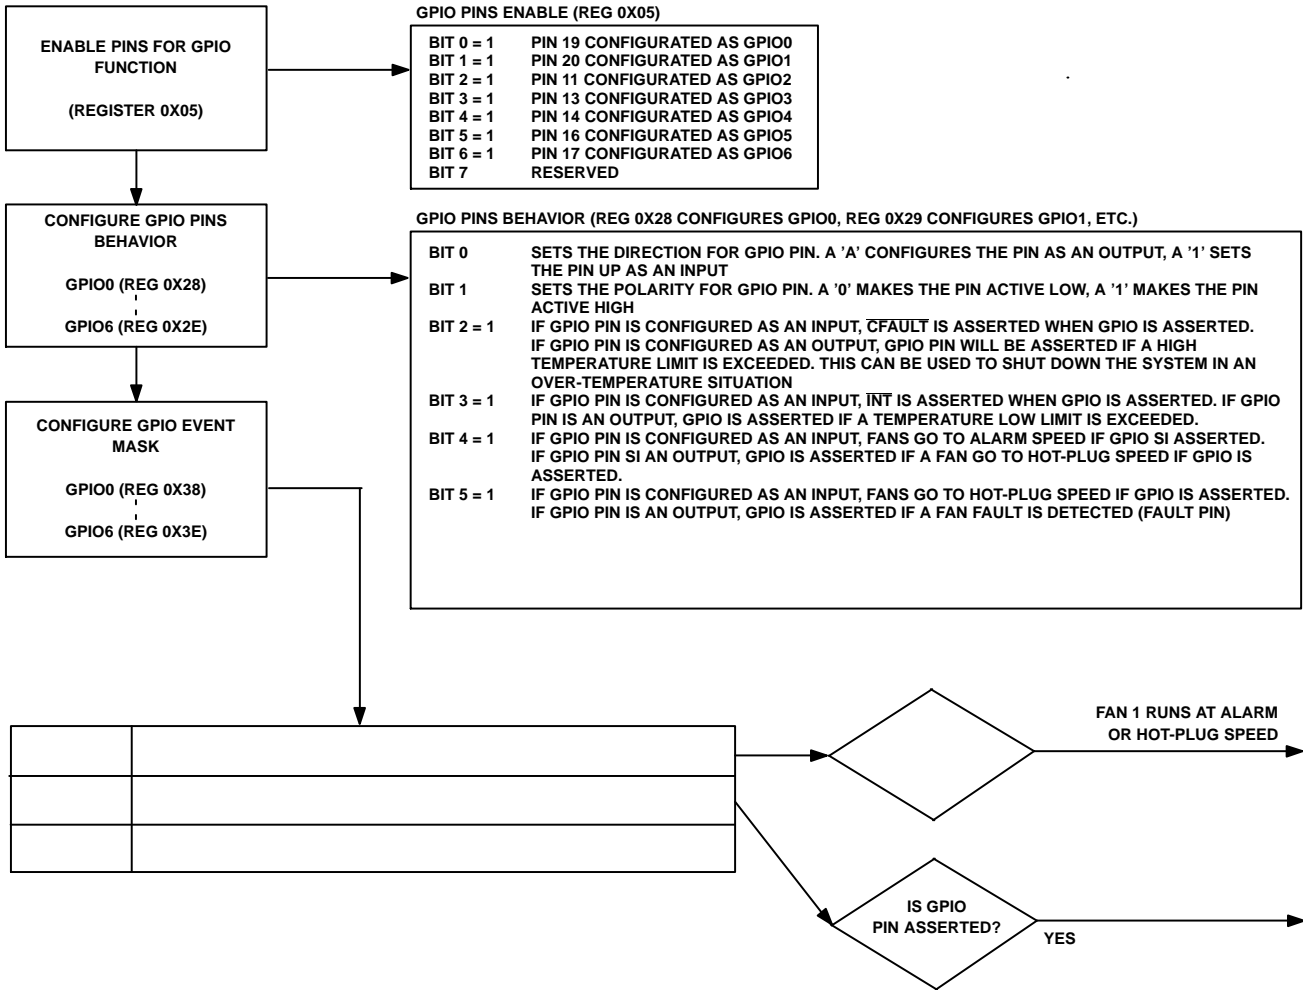 ENABLE PINS FOR GPIO
FUNCTION
(REGISTER 0X05)
GPIO PINS ENABLE (REG 0X05)
BIT 0 = 1 PIN 19 CONFIGURATED AS GPIO0
BIT 1 = 1 PIN 20 CONFIGURATED AS GPIO1
BIT 2 = 1 PIN 11 CONFIGURATED AS GPIO2
BIT 3 = 1 PIN 13 CONFIGURATED AS GPIO3
BIT 4 = 1 PIN 14 CONFIGURATED AS GPIO4
BIT 5 = 1 PIN 16 CONFIGURATED AS GPIO5
BIT 6 = 1 PIN 17 CONFIGURATED AS GPIO6
BIT 7 RESERVED
CONFIGURE GPIO PINS
BEHAVIOR
GPIO0 (REG 0X28)
GPIO6 (REG 0X2E)
GPIO PINS BEHAVIOR (REG 0X28 CONFIGURES GPIO0, REG 0X29 CONFIGURES GPIO1, ETC.)
BIT 0 SETS THE DIRECTION FOR GPIO PIN. A 'A' CONFIGURES THE PIN AS AN OUTPUT, A '1' SETS
THE PIN UP AS AN INPUT
BIT 1 SETS THE POLARITY FOR GPIO PIN. A '0' MAKES THE PIN ACTIVE LOW, A '1' MAKES THE PIN
ACTIVE HIGH
BIT 2 = 1 IF GPIO PIN IS CONFIGURED AS AN INPUT, CFAULT IS ASSERTED WHEN GPIO IS ASSERTED.
IF GPIO PIN IS CONFIGURED AS AN OUTPUT, GPIO PIN WILL BE ASSERTED IF A HIGH
TEMPERATURE LIMIT IS EXCEEDED. THIS CAN BE USED TO SHUT DOWN THE SYSTEM IN AN
OVER-TEMPERATURE SITUATION
BIT 3 = 1 IF GPIO PIN IS CONFIGURED AS AN INPUT, INT IS ASSERTED WHEN GPIO IS ASSERTED. IF GPIO
PIN IS AN OUTPUT, GPIO IS ASSERTED IF A TEMPERATURE LOW LIMIT IS EXCEEDED.
BIT 4 = 1 IF GPIO PIN IS CONFIGURED AS AN INPUT, FANS GO TO ALARM SPEED IF GPIO SI ASSERTED.
IF GPIO PIN SI AN OUTPUT, GPIO IS ASSERTED IF A FAN GO TO HOT-PLUG SPEED IF GPIO IS
ASSERTED.
BIT 5 = 1 IF GPIO PIN IS CONFIGURED AS AN INPUT, FANS GO TO HOT-PLUG SPEED IF GPIO IS ASSERTED.
IF GPIO PIN IS AN OUTPUT, GPIO IS ASSERTED IF A FAN FAULT IS DETECTED (FAULT PIN)
CONFIGURE GPIO EVENT
MASK
GPIO0 (REG 0X38)
GPIO6 (REG 0X3E)
FAN 1 RUNS AT ALARM
OR HOT-PLUG SPEED
IS GPIO
PIN ASSERTED?
YES